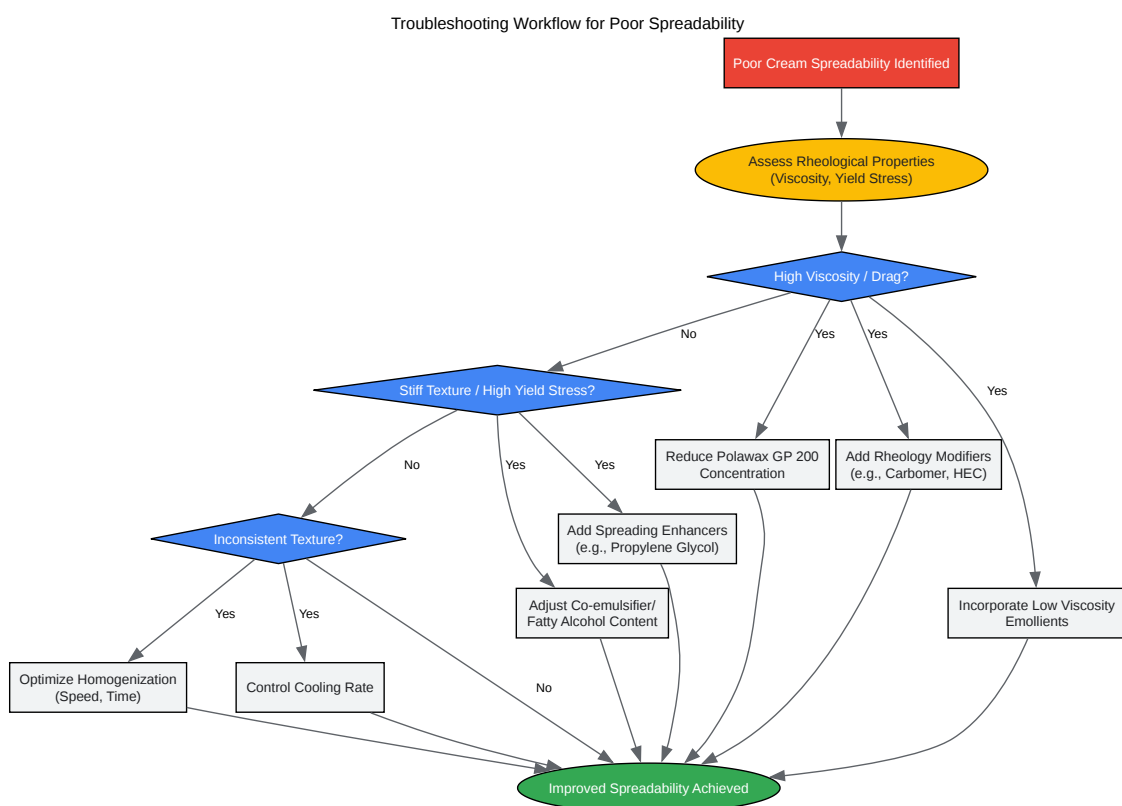 Troubleshooting Workflow for Poor Spreadability
Poor Cream Spreadability Identified
Assess Rheological Properties
(Viscosity, Yield Stress)
High Viscosity / Drag?
No
Yes
Yes
Yes
Stiff Texture / High Yield Stress?
No
Yes
Yes
Reduce Polawax GP 200
Concentration
Add Rheology Modifiers
(e.g., Carbomer, HEC)
Inconsistent Texture?
Add Spreading Enhancers
(e.g., Propylene Glycol)
Yes
Yes
No
Adjust Co-emulsifier/
Fatty Alcohol Content
Incorporate Low Viscosity
Emollients
Optimize Homogenization
(Speed, Time)
Control Cooling Rate
Improved Spreadability Achieved